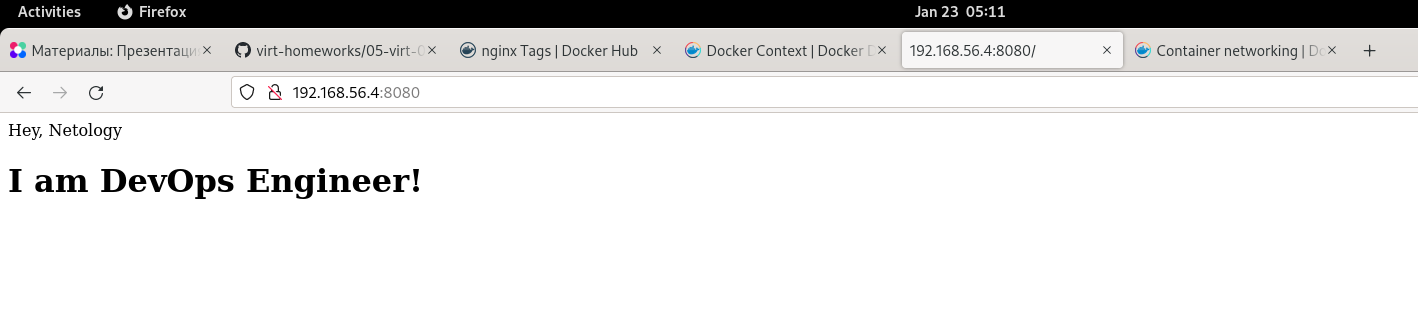 Activities Firefox Jan 23 05:11
Материалы: Презентаци virt-homeworks/05-virt-0 nginx Tags | Docker Hub Docker Context | Docker D 192.168.56.4:8080/ Container networking | Do
192.168.56.4:8080
Hey, Netology
I am DevOps Engineer!